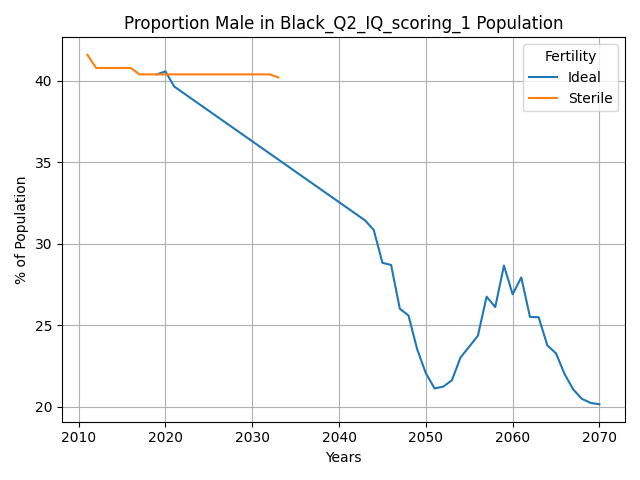 Proportion Male in Black_Q2_IQ_scoring_1 Population
Fertility
Ideal
Sterile
% of Population
40
35
30
25
20
2010 2020 2030 2040 2050 2060 2070
Years